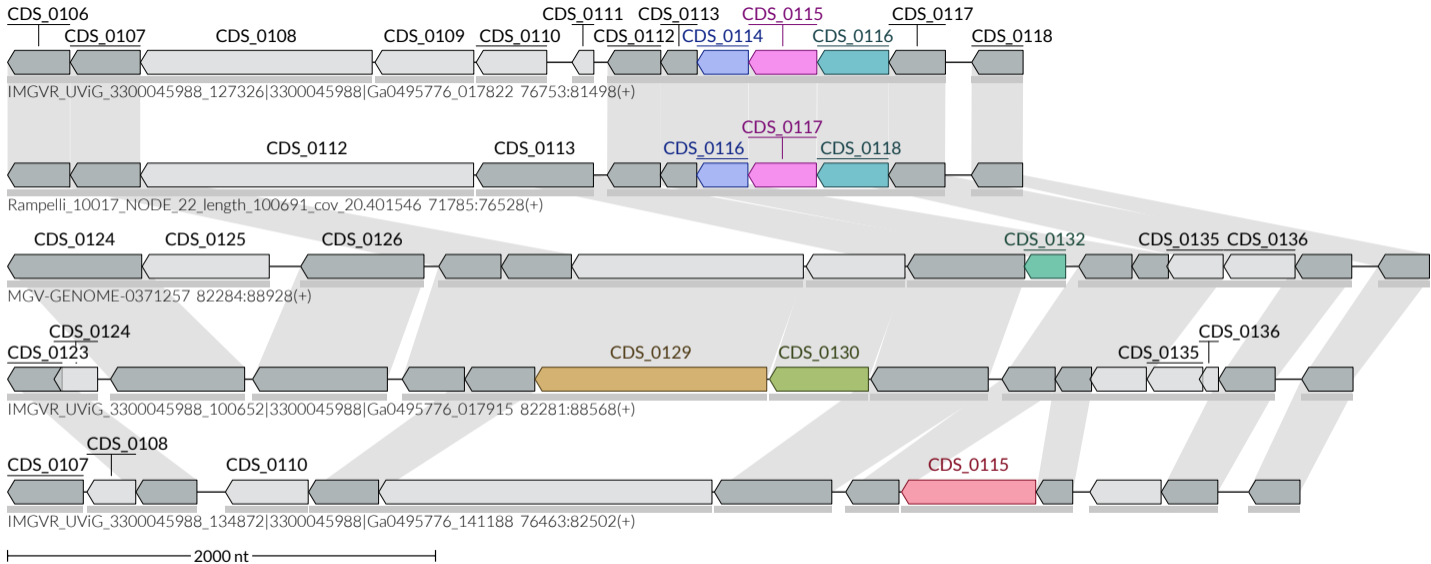 CDS_0106 CDS_0111 CDS_0113 CDS_0115 CDS_0117
CDS_0107 CDS_0108 CDS_0109 CDS_0110 CDS_0112 CDS_0114 CDS_0116 CDS_0118
IMGVR_UViG_3300045988_127326|3300045988|Ga0495776_017822 76753:81498(+)
CDS_0117
CDS_0112 CDS_0113 CDS_0116 CDS_0118
Rampelli_10017_NODE_22_length_100691_cov_20.401546 71785:76528(+)
CDS_0124 CDS_0125 CDS_0126 CDS_0132 CDS_0135 CDS_0136
MGV-GENOME-0371257 82284:88928(+)
CDS_0124 CDS_0136
CDS_0123 CDS_0129 CDS_0130 CDS_0135
IMGVR_UViG_3300045988_100652|3300045988|Ga0495776_017915 82281:88568(+)
CDS_0108
CDS_0107 CDS_0110 CDS_0115
IMGVR_UViG_3300045988_134872|3300045988|Ga0495776_141188 76463:82502(+)
2000 nt